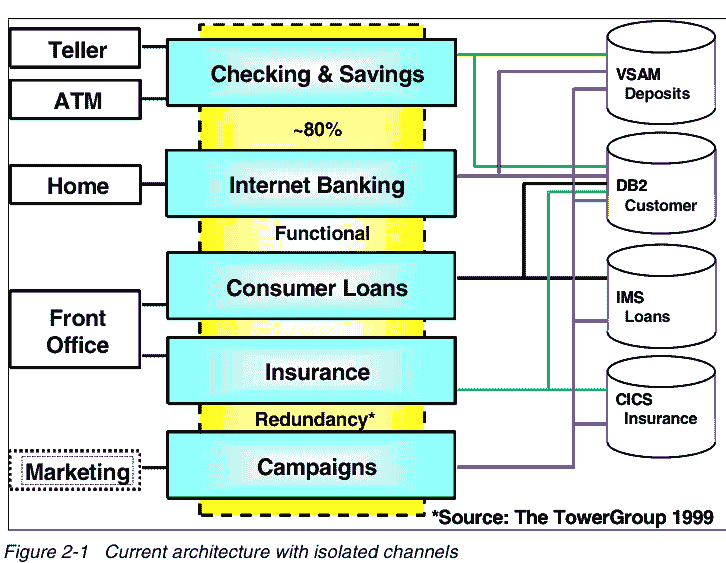 Teller
ATM
Home
Front
Office
Marketing
Checking & Savings
~80%
Internet Banking
Functional
Consumer Loans
Insurance
Redundancy*
Campaigns
VSAM
Deposits
DB2
Customer
IMS
Loans
CICS
Insurance
*Source: The TowerGroup 1999
Figure 2-1 Current architecture with isolated channels